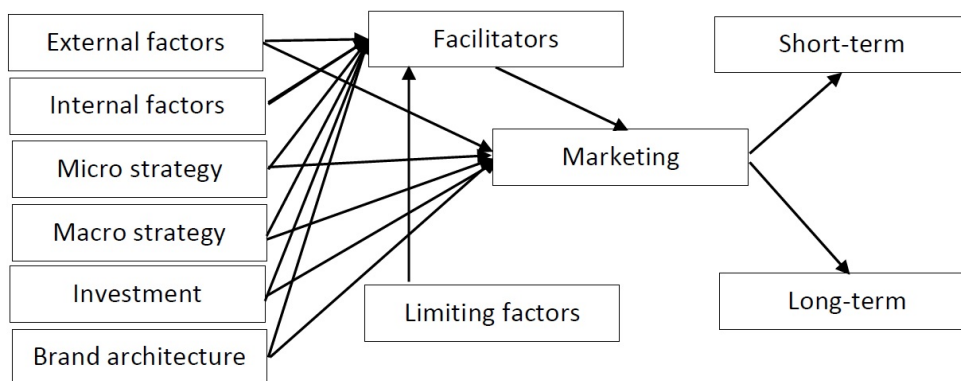 External factors
Internal factors
Micro strategy
Macro strategy
Investment
Brand architecture
Facilitators
Limiting factors
Marketing
Short-term
Long-term